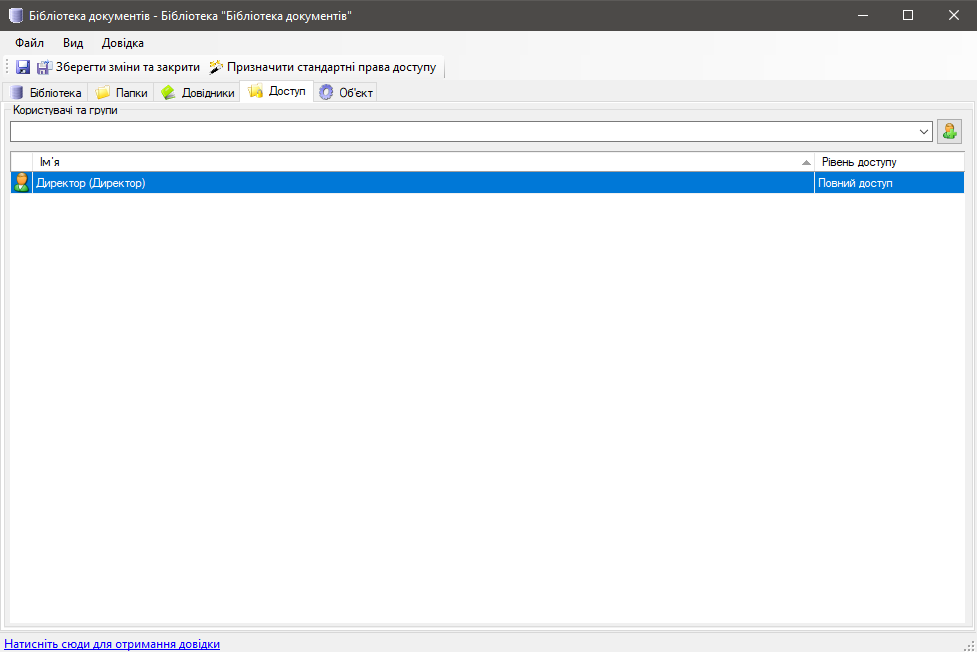 Бібліотека документів - Бібліотека "Бібліотека документів"
Файл Вид Довідка
Зберегти зміни та закрити Призначити стандартні права доступу
Бібліотека Папки Довідники Доступ Об'єкт
Користувачі та групи
Ім'я Рівень доступу
Директор (Директор) Повний доступ
Натисніть сюди для отримання довідки